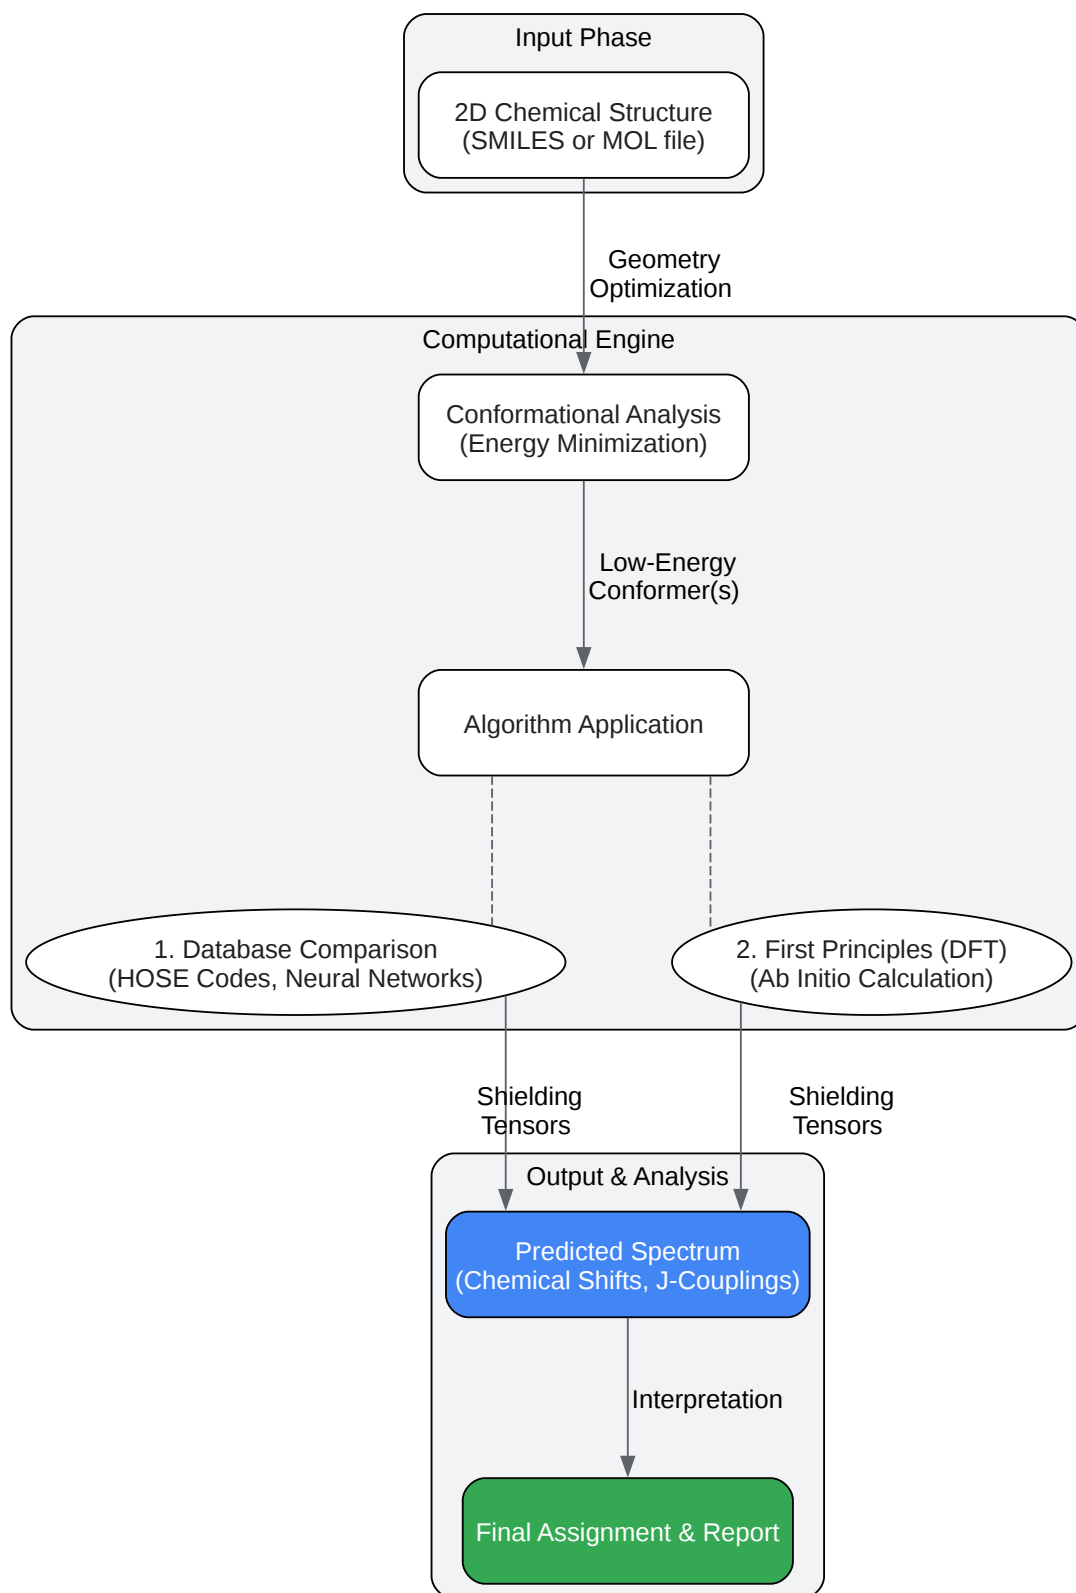 Input Phase
2D Chemical Structure
(SMILES or MOL file)
Geometry
Optimization
Computational Engine
Conformational Analysis
(Energy Minimization)
Low-Energy
Conformer(s)
Algorithm Application
1. Database Comparison
(HOSE Codes, Neural Networks)
2. First Principles (DFT)
(Ab Initio Calculation)
Shielding
Tensors
Shielding
Tensors
Output & Analysis
Predicted Spectrum
(Chemical Shifts, J-Couplings)
Interpretation
Final Assignment & Report